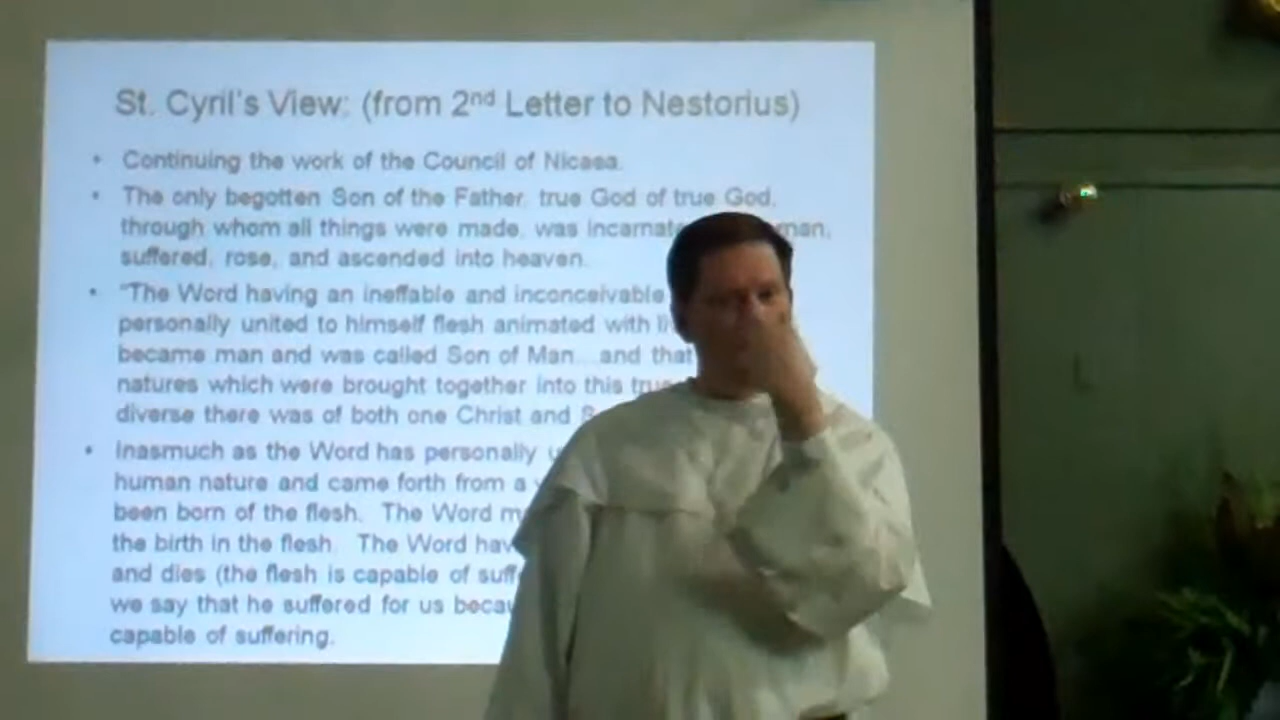 St. Cyril's View: (from 2nd Letter to Nestorius)
• Continuing the work of the Council of Nicaea.
• The only begotten Son of the Father, true God of true God,
through whom all things were made, was incarnate man,
suffered, rose, and ascended into heaven.
• "The Word having an ineffable and inconceivable
personally united to himself flesh animated with
became man and was called Son of Man...and that
natures which were brought together into this true
diverse there was of both one Christ and
• Inasmuch as the Word has personally
human nature and came forth from a
been born of the flesh. The Word
the birth in the flesh. The Word
and dies (the flesh is capable of
we say that he suffered for us
capable of suffering.